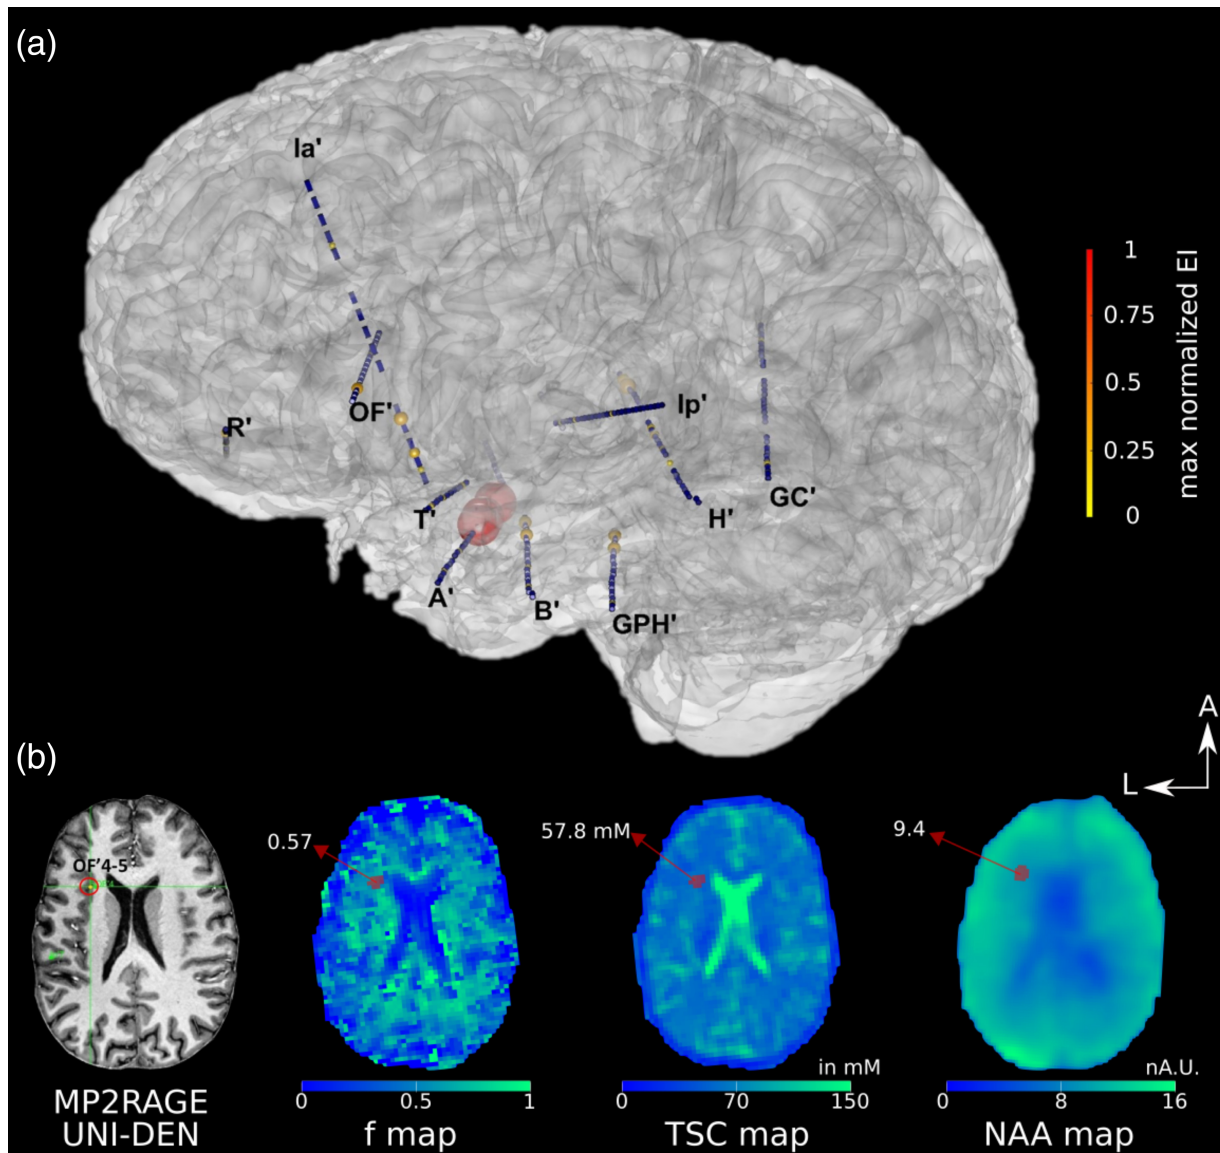 (a)
Ia'
OF'
R'
T'
A'
B'
GPH'
Ip'
H'
GC'
1
0.75
0.5
0.25
0
max normalized EI
(b)
A
L
OF'4-5
0.57
57.8 mM
9.4
in mM
nA.U.
0 0.5 1
0 70 150
0 8 16
MP2RAGE
UNI-DEN
f map
TSC map
NAA map